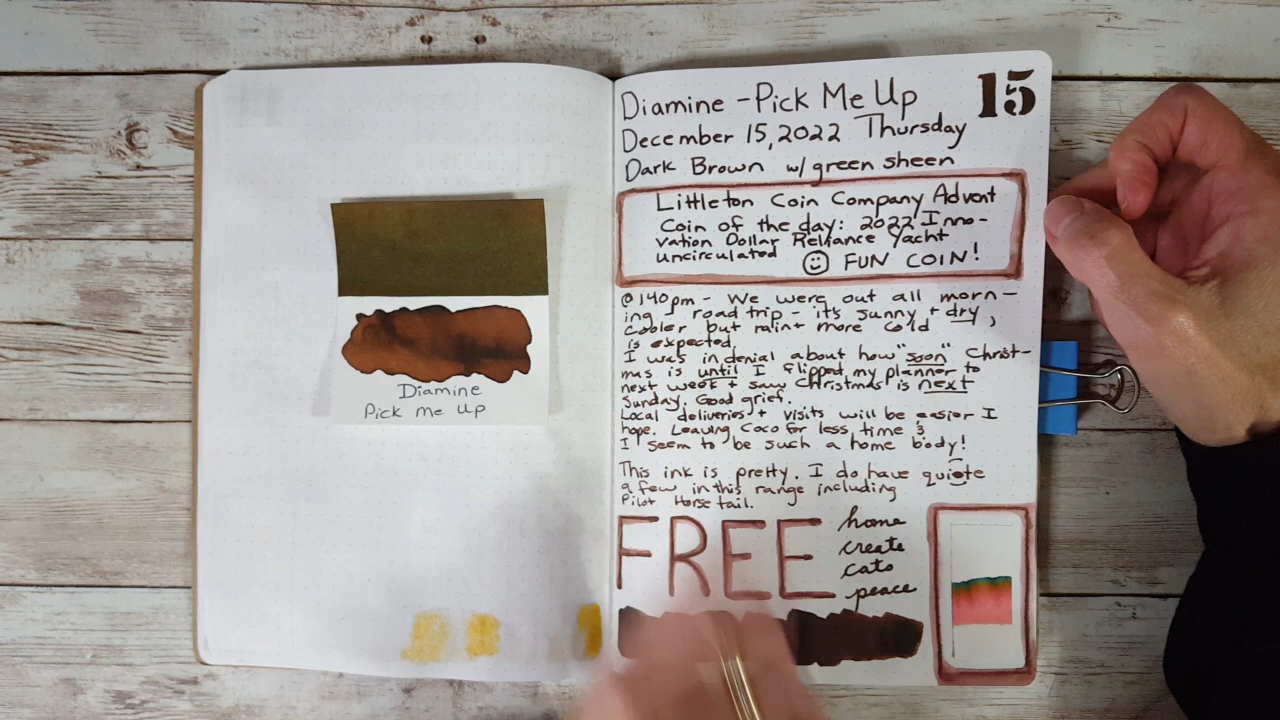 Diamine
Pick me up
15
Diamine - Pick Me Up
December 15, 2022 Thursday
Dark Brown w/ green sheen
Littleton Coin Company Advent
Coin of the day: 2022 Inno-
vation Dollar Reliance Yacht
uncirculated ☺ FUN COIN!
@ 140pm - We were out all morn-
ing - road trip - it's sunny + dry,
cooler but rain + more cold
is expected.
I was in denial about how "soon" Christ-
mas is until I flipped my planner to
next week + saw Christmas is next
Sunday. Good grief.
Local deliveries + visits will be easier I
hope. Leaving Coco for less time &
I seem to be such a home body!
This ink is pretty. I do have quiete
a few in this range including
Pilot Horsetail.
FREE
home
create
cats
peace